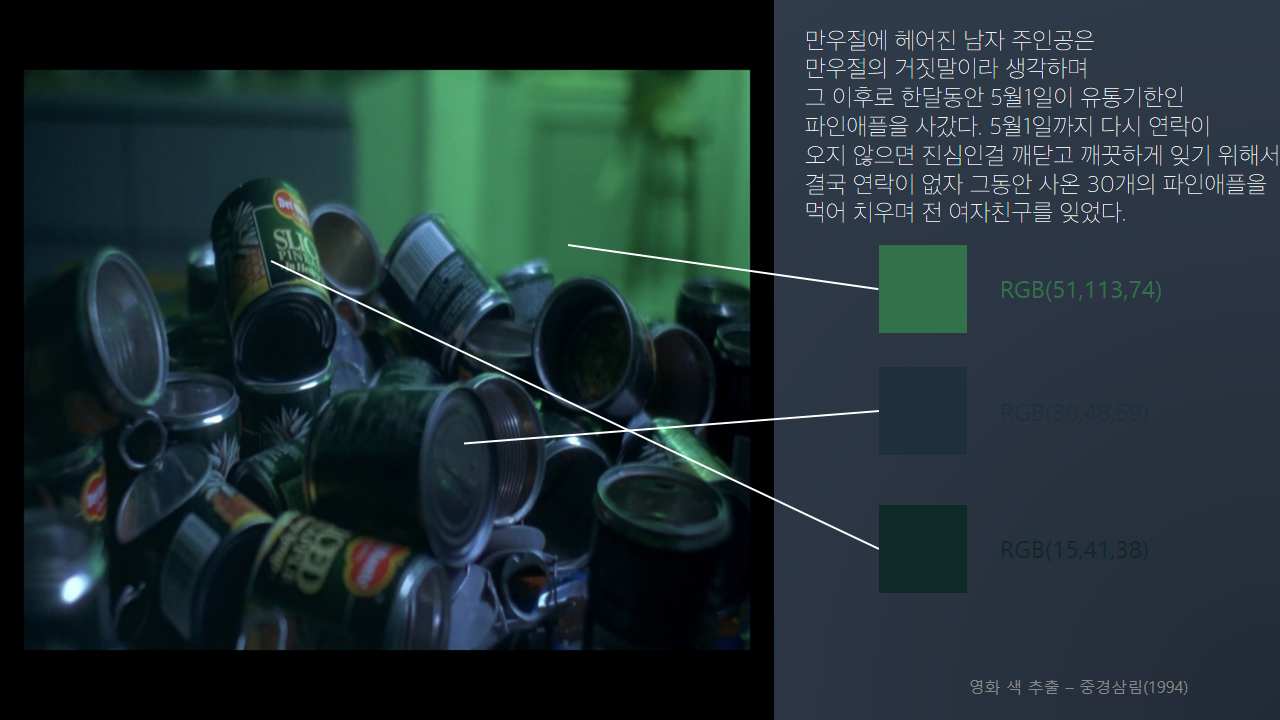 만우절에 헤어진 남자 주인공은
만우절의 거짓말이라 생각하며
그 이후로 한달동안 5월1일이 유통기한인
파인애플을 사갔다. 5월1일까지 다시 연락이
오지 않으면 진심인걸 깨닫고 깨끗하게 잊기 위해서
결국 연락이 없자 그동안 사온 30개의 파인애플을
먹어 치우며 전 여자친구를 잊었다.
Del
SLIC
PIN
RGB(51,113,74)
RGB(30,48,59)
RGB(15,41,38)
영화 색 추출 – 중경삼림(1994)